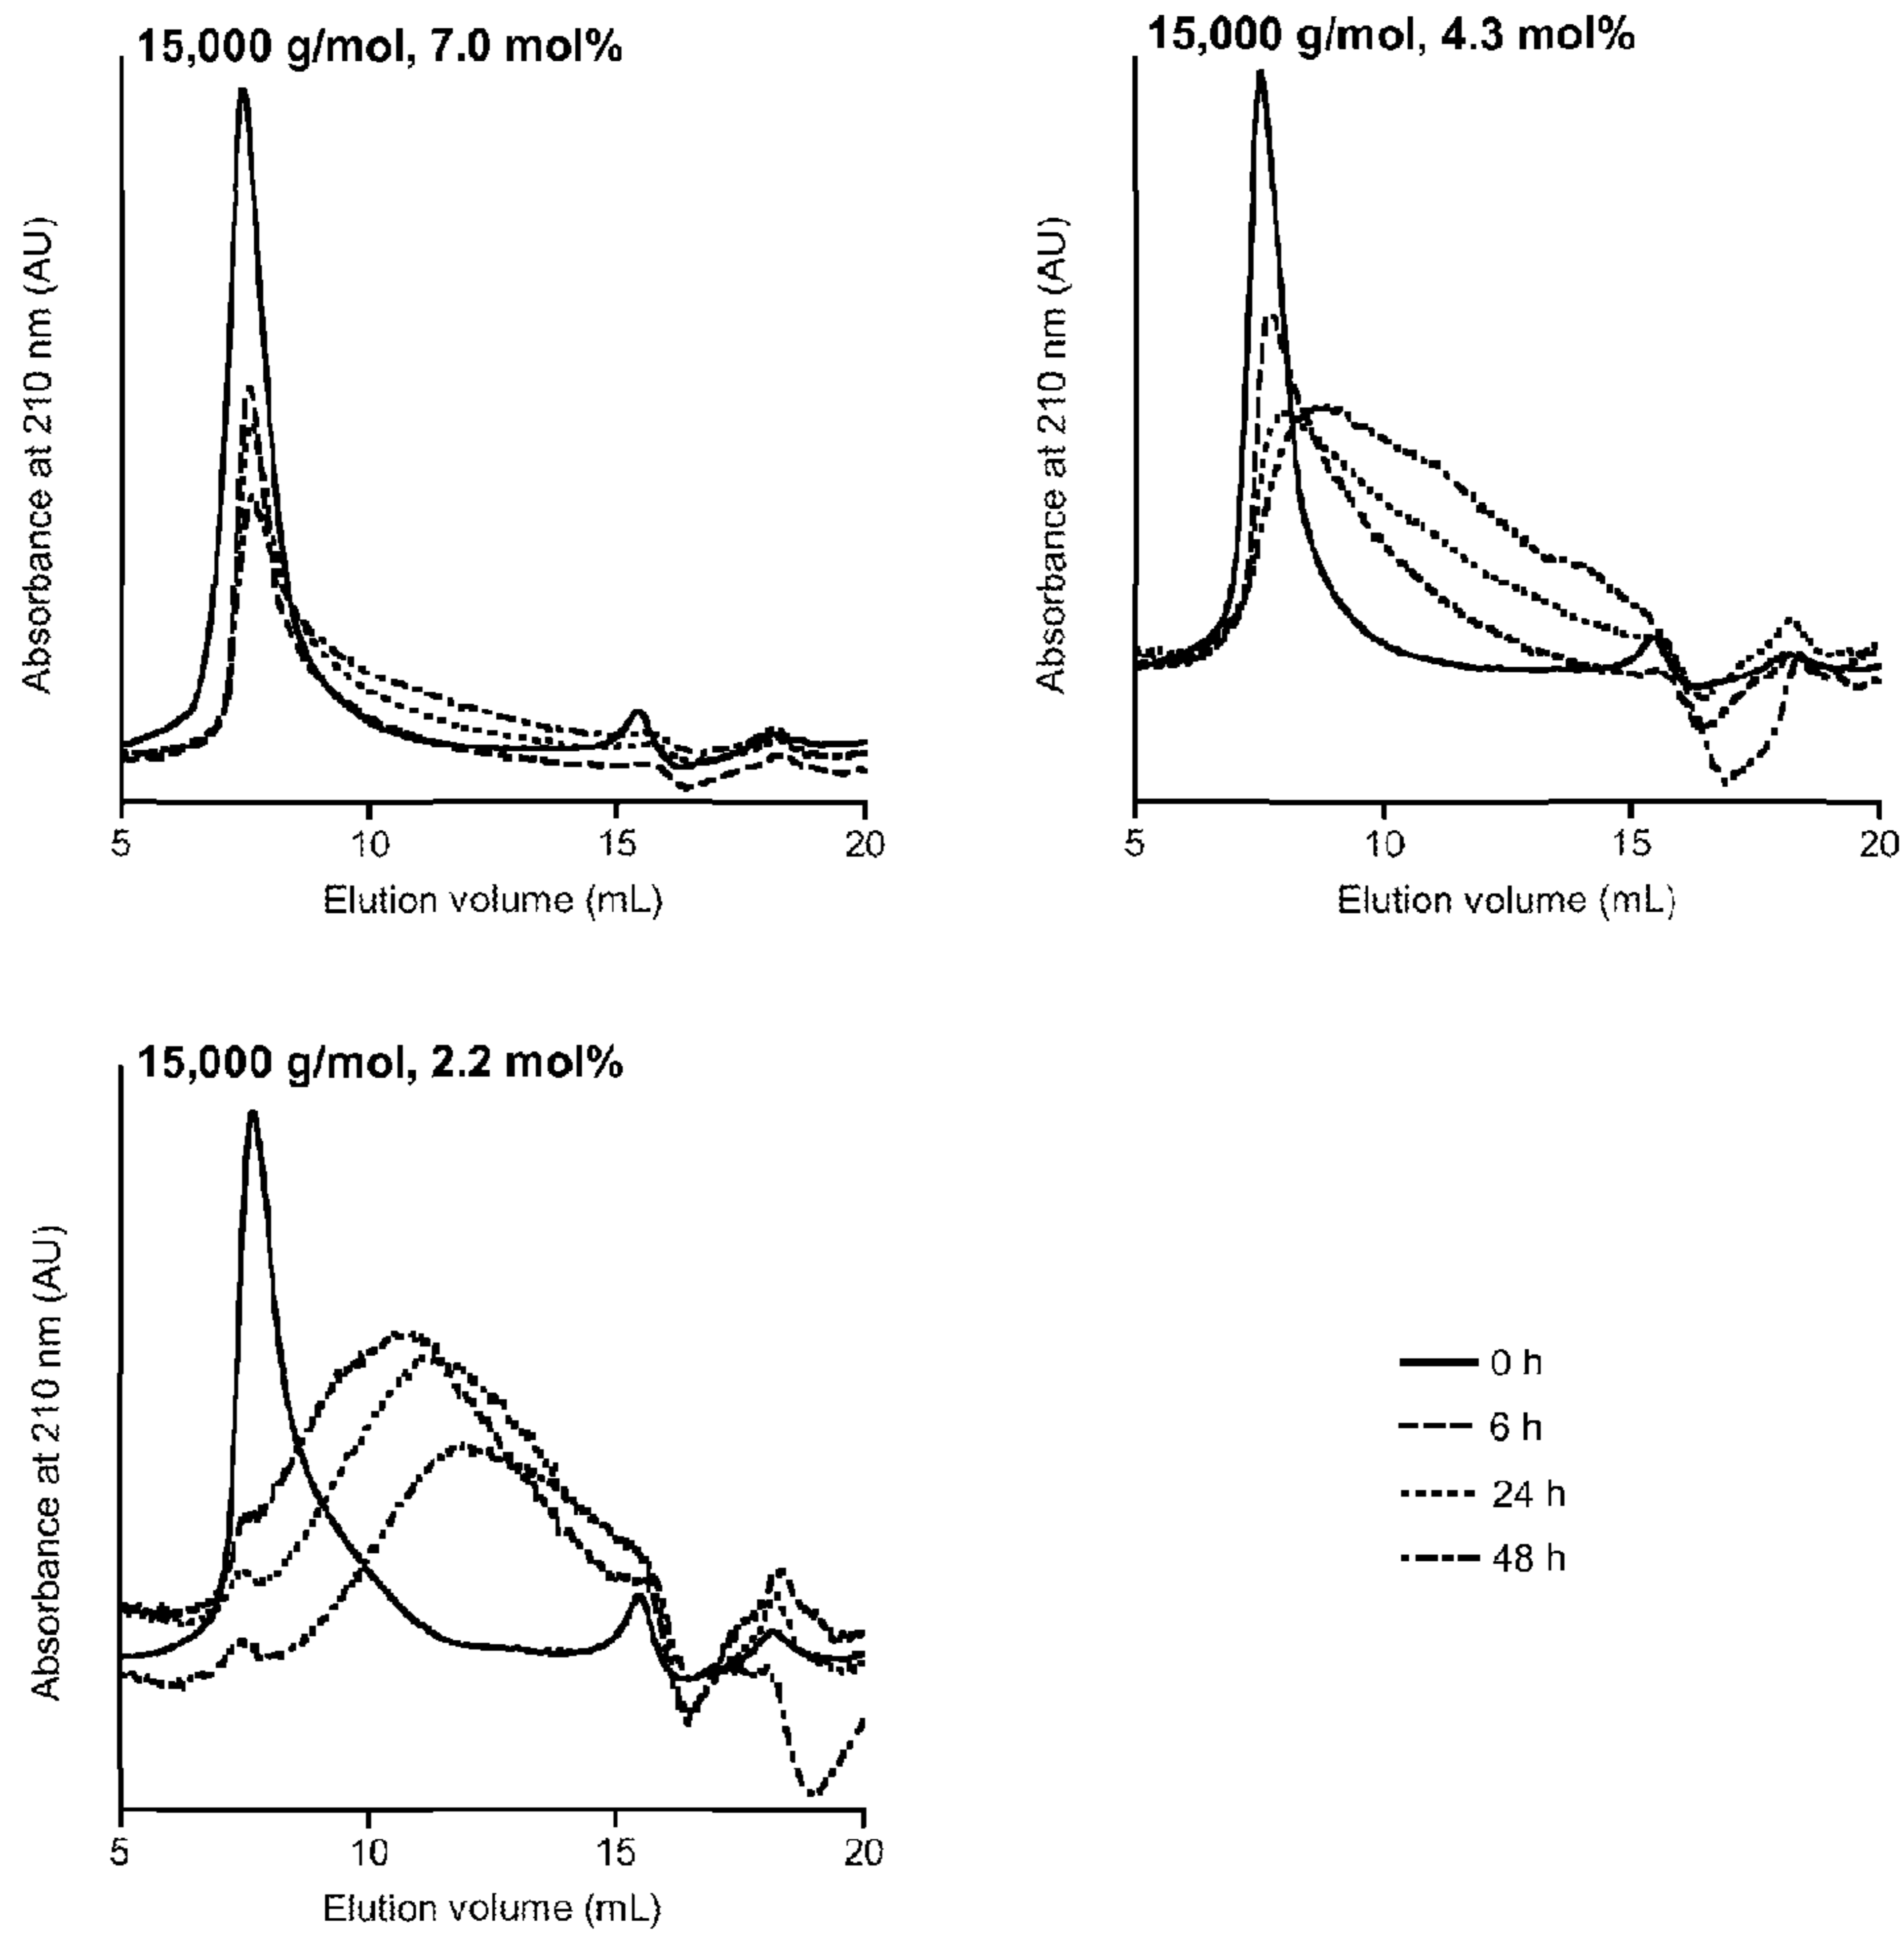 15,000 g/mol, 7.0 mol%
Absorbance at 210 nm (AU)
5 10 15 20
Elution volume (mL)
15,000 g/mol, 4.3 mol%
Absorbance at 210 nm (AU)
5 10 15 20
Elution volume (mL)
15,000 g/mol, 2.2 mol%
Absorbance at 210 nm (AU)
5 10 15 20
Elution volume (mL)
0 h
6 h
24 h
48 h